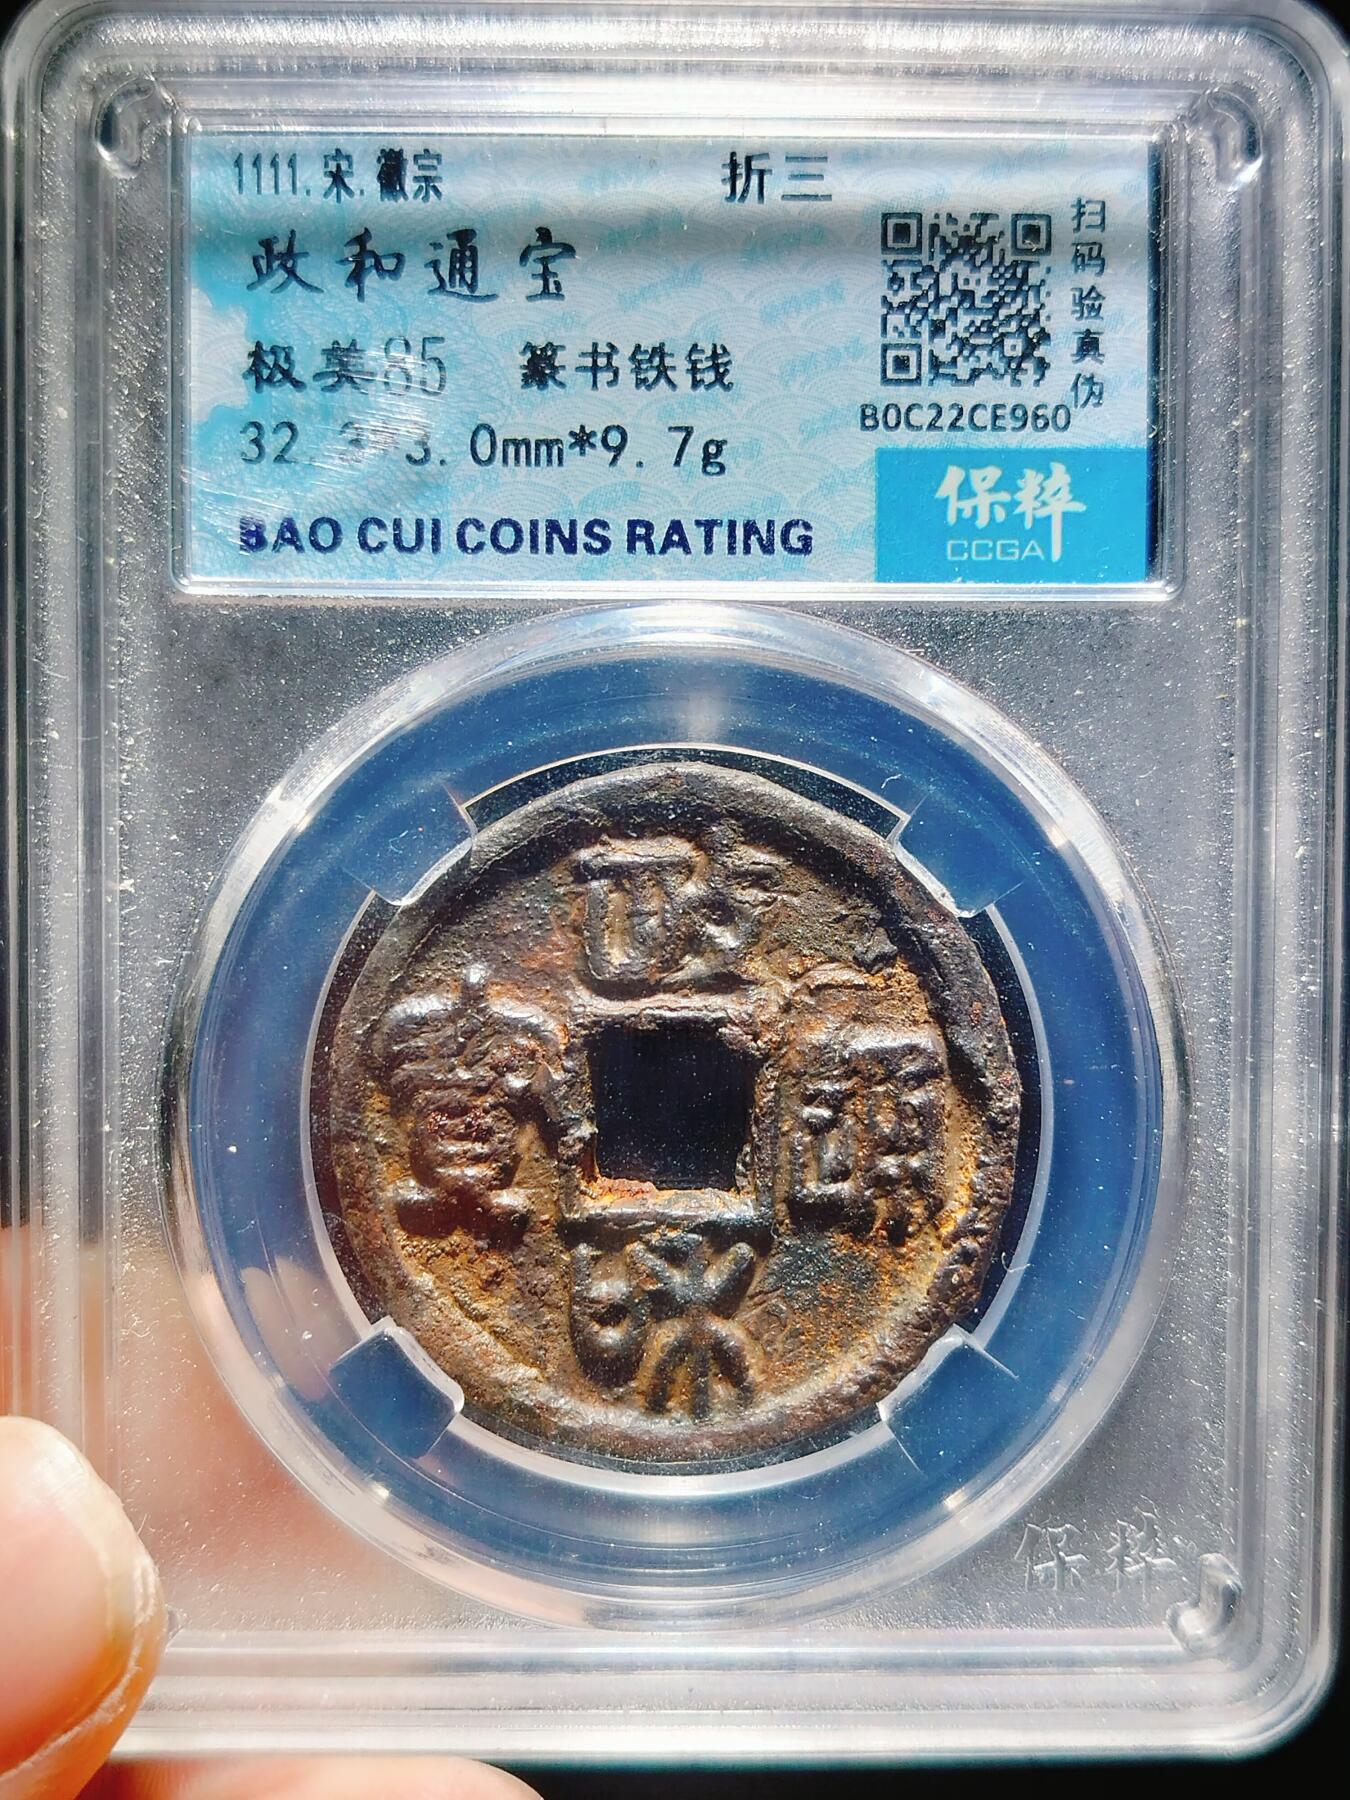 1111.宋.徽宗 折三
政和通宝
极美85 篆书铁钱
32. 3*3. 0mm*9. 7g
BAO CUI COINS RATING
扫码验真伪
B0C22CE960
保粹
CCGA
政和通寶
保粹